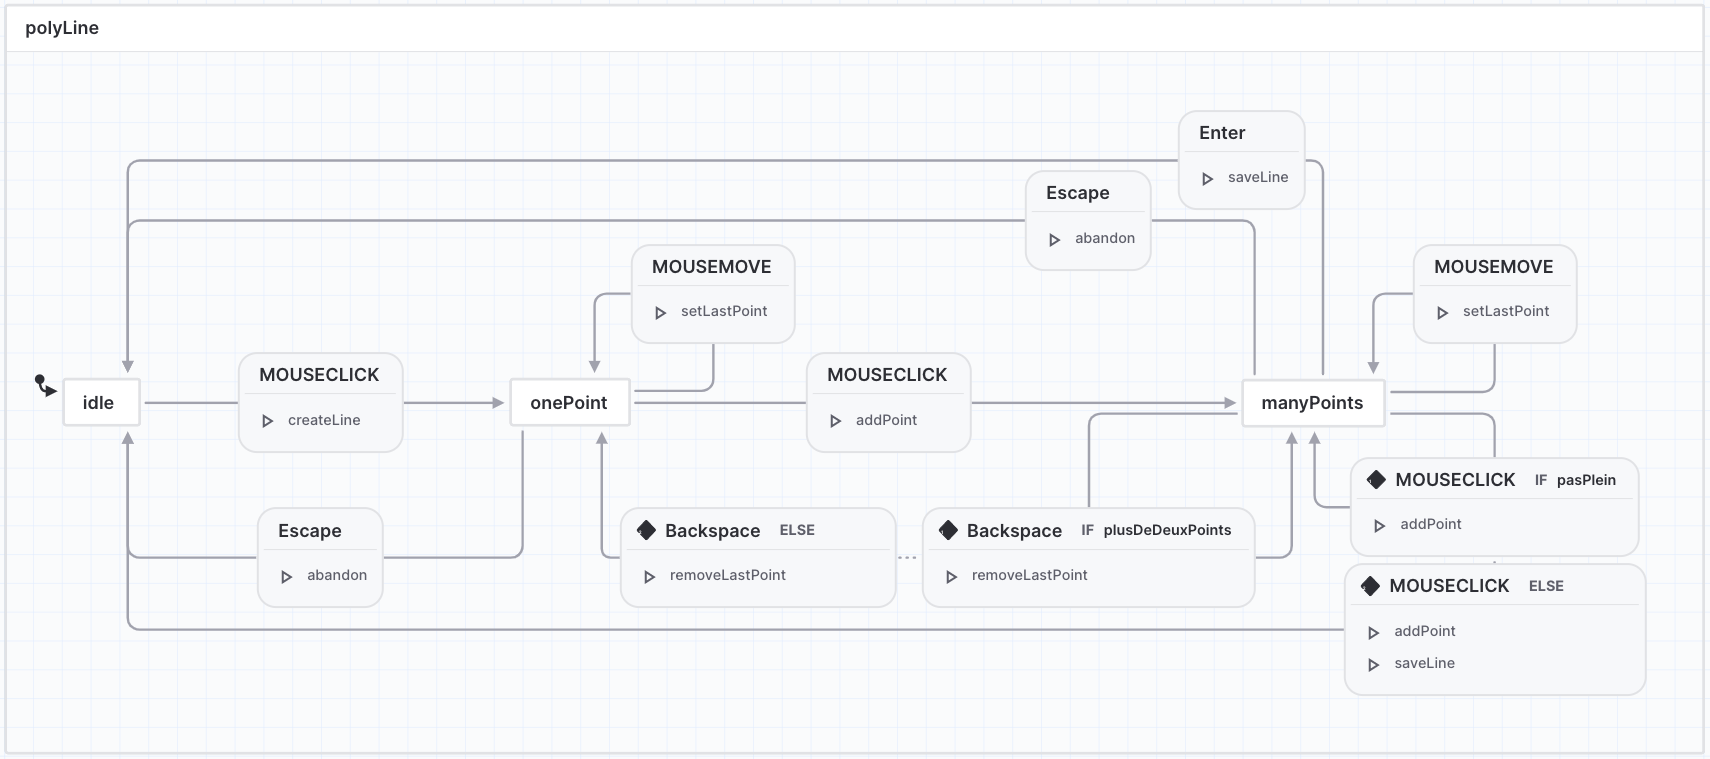 polyLine
Enter
saveLine
Escape
abandon
MOUSEMOVE
setLastPoint
MOUSEMOVE
setLastPoint
idle
MOUSECLICK
createLine
onePoint
MOUSECLICK
addPoint
manyPoints
MOUSECLICK IF pasPlein
addPoint
Escape
abandon
Backspace ELSE
removeLastPoint
Backspace IF plusDeDeuxPoints
removeLastPoint
MOUSECLICK ELSE
addPoint
saveLine